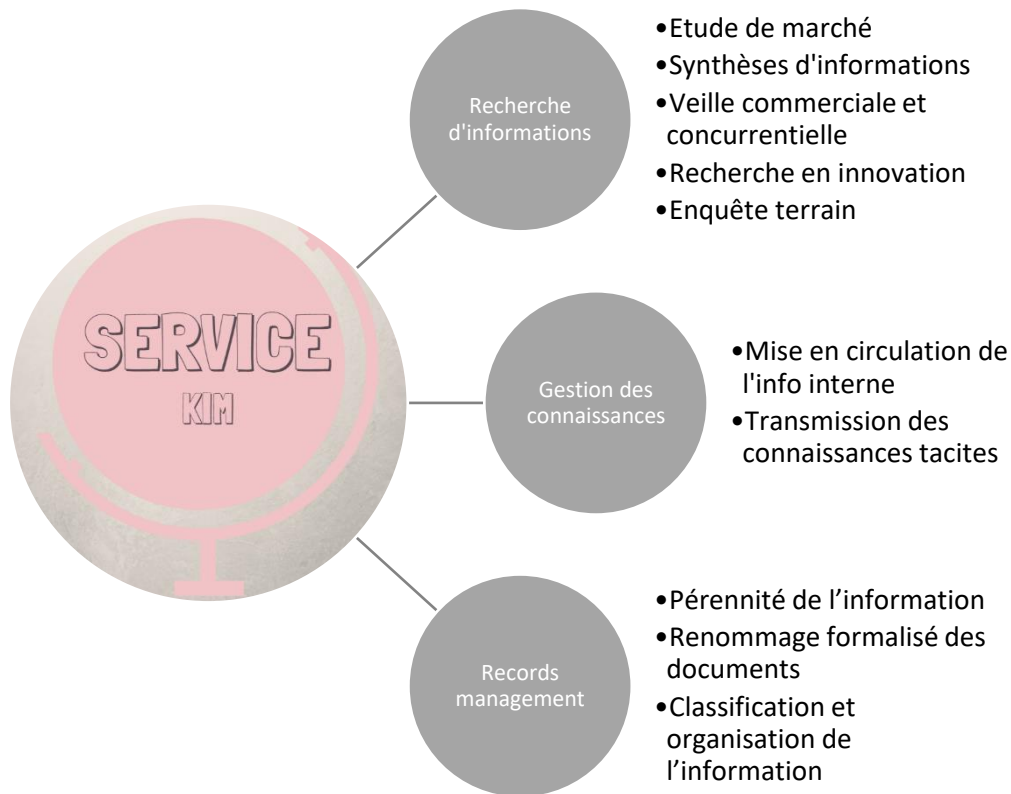 •Etude de marché
•Synthèses d'informations
•Veille commerciale et
concurrentielle
•Recherche en innovation
•Enquête terrain
Recherche
d'informations
SERVICE
KIM
Gestion des
connaissances
•Mise en circulation de
l'info interne
•Transmission des
connaissances tacites
Records
management
•Pérennité de l’information
•Renommage formalisé des
documents
•Classification et
organisation de
l’information